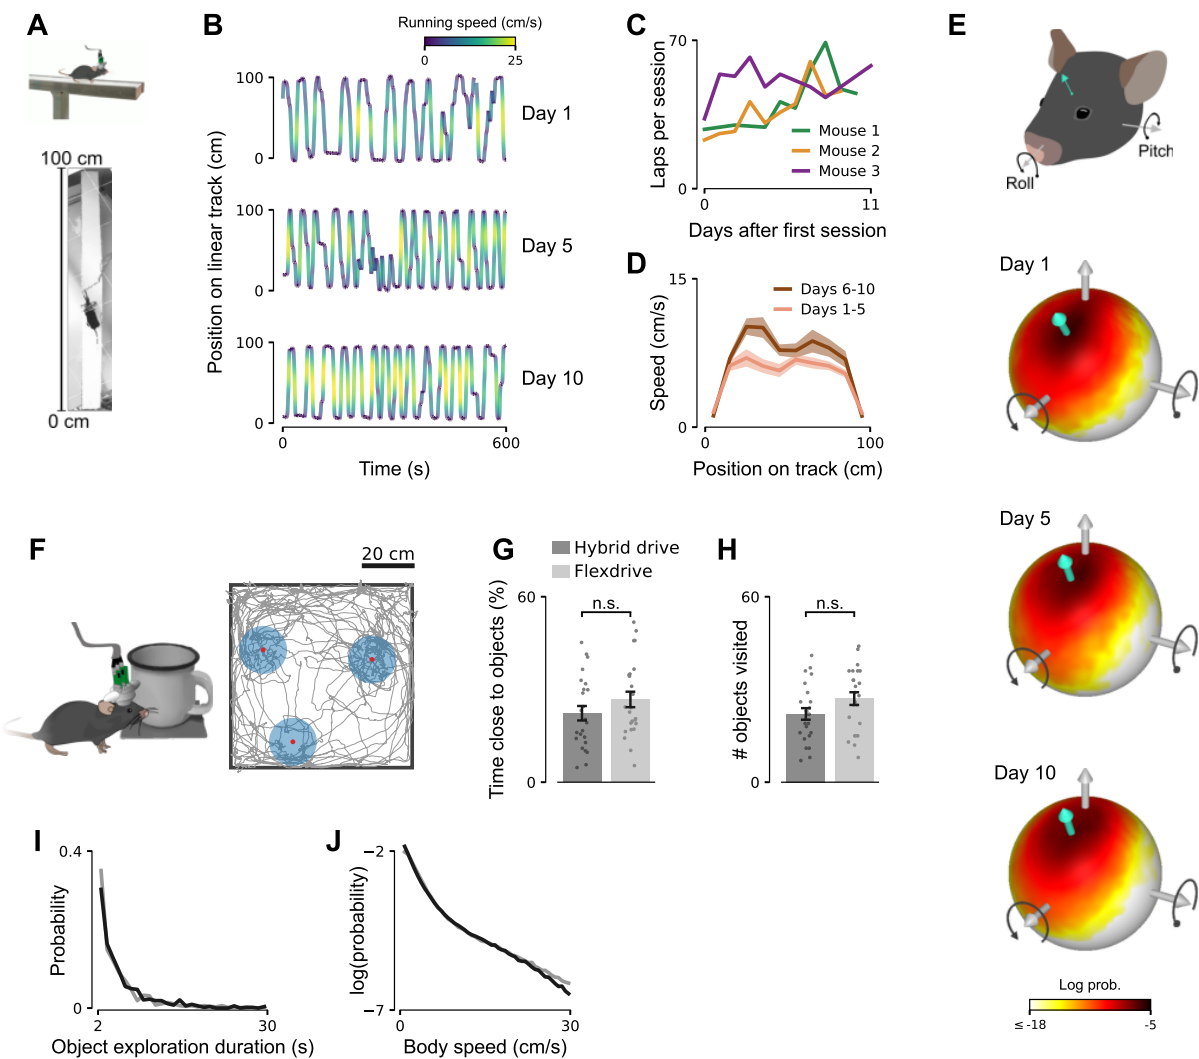 A
100 cm
0 cm
B
Running speed (cm/s)
0
25
Position on linear track (cm)
100
0
Day 1
100
0
Day 5
100
0
Day 10
0
600
Time (s)
C
70
0
Laps per session
Mouse 1
Mouse 2
Mouse 3
0
11
Days after first session
D
15
0
Speed (cm/s)
Days 6-10
Days 1-5
0
100
Position on track (cm)
E
Pitch
Roll
Day 1
Day 5
Day 10
Log prob.
≤ -18
-5
F
20 cm
G
Hybrid drive
Flexdrive
60
0
Time close to objects (%)
n.s.
H
60
0
# objects visited
n.s.
I
0.4
0
Probability
2
30
Object exploration duration (s)
J
−2
−7
log(probability)
0
30
Body speed (cm/s)